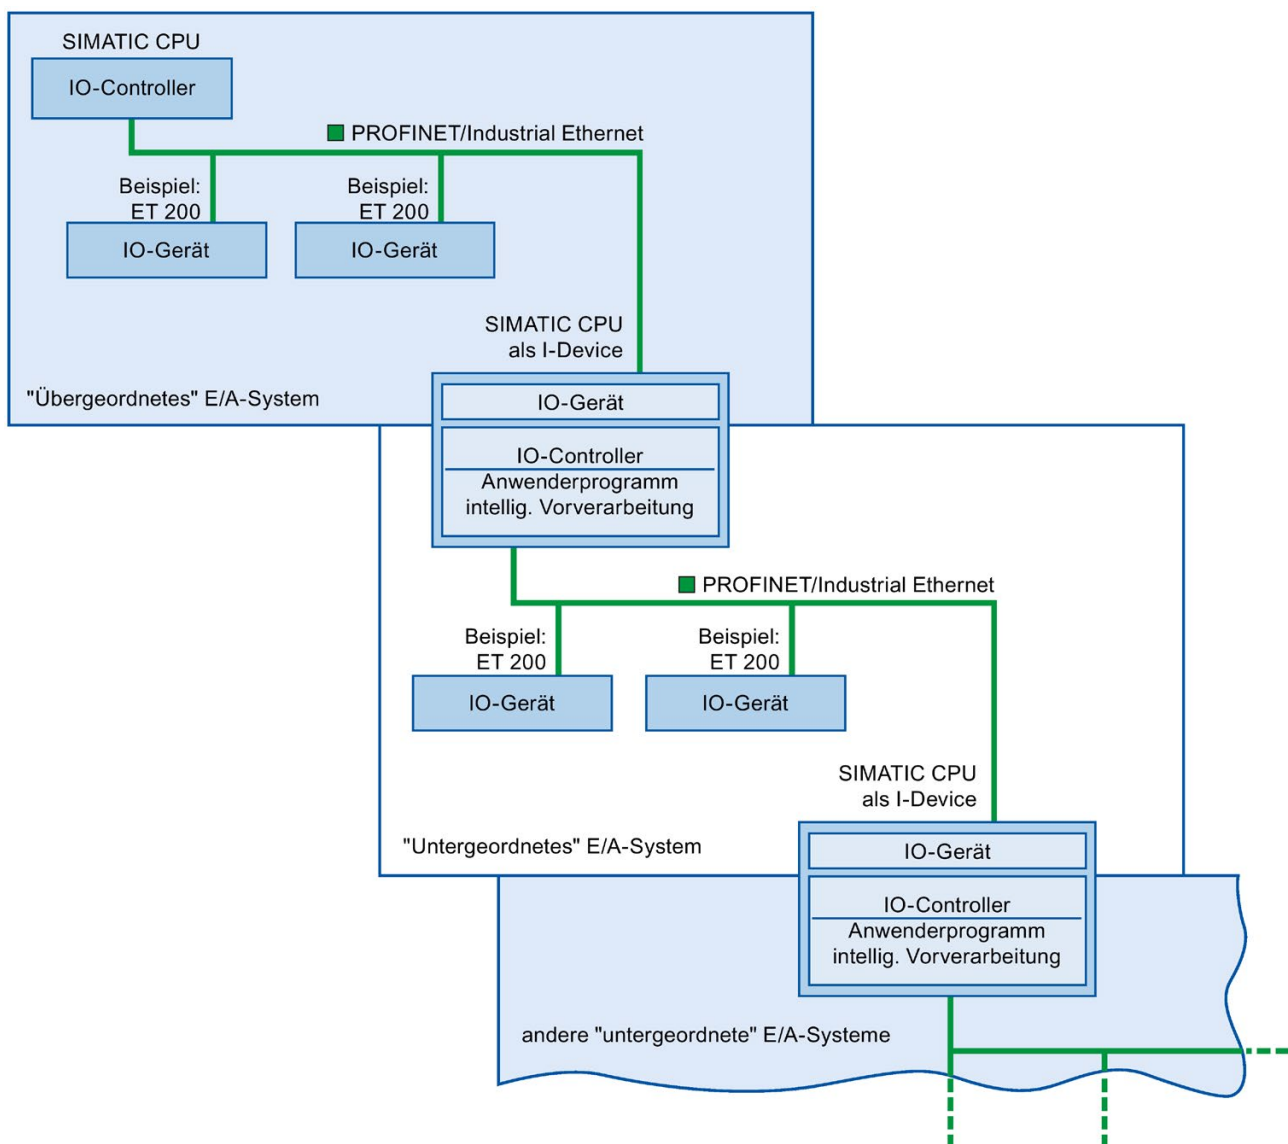 SIMATIC CPU
IO-Controller
PROFINET/Industrial Ethernet
Beispiel:
ET 200
IO-Gerät
Beispiel:
ET 200
IO-Gerät
SIMATIC CPU
als I-Device
"Übergeordnetes" E/A-System
IO-Gerät
IO-Controller
Anwenderprogramm
intellig. Vorverarbeitung
PROFINET/Industrial Ethernet
Beispiel:
ET 200
IO-Gerät
Beispiel:
ET 200
IO-Gerät
SIMATIC CPU
als I-Device
"Untergeordnetes" E/A-System
IO-Gerät
IO-Controller
Anwenderprogramm
intellig. Vorverarbeitung
andere "untergeordnete" E/A-Systeme